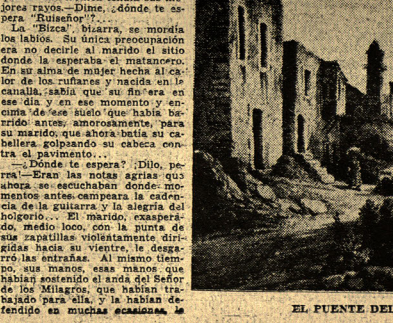 jores rayos.—Dime, ¿dónde te es-
pera "Ruiseñor"?...
La "Bizca", bizarra, se mordía
los labios. Su única preocupación
era no decirle al marido el sitio
donde la esperaba el matancero.
En su alma de mujer hecha al ca-
lor de los rufianes y nacida en la
canalla, sabía que su fin era en
ese día y en ese momento y en-
cima de ese suelo que había ba-
rrido antes, amorosamente, para
su marido, que ahora batía su ca-
bellera golpeando su cabeza con-
tra el pavimento...
—¿Dónde te espera? ¡Dilo, pe-
rra!—Eran las notas agrias que
ahora se escuchaban donde mo-
mentos antes campeara la caden-
cia de la guitarra y la alegría del
holgorio... El marido, exaspera-
do, medio loco, con la punta de
sus zapatillas violentamente diri-
gidas hacia su vientre, le desga-
rró las entrañas. Al mismo tiem-
po, sus manos, esas manos que
habían sostenido el anda del Señor
de los Milagros, que habían tra-
bajado para ella, y la habían de-
fendido en muchas ocasiones, le
EL PUENTE DEL